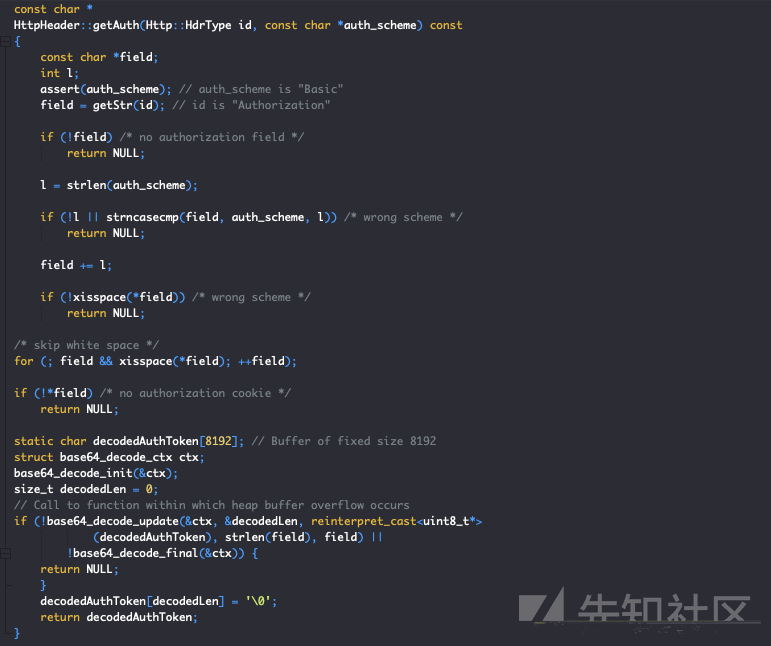 const char *
HttpHeader::getAuth(Http::HdrType id, const char *auth_scheme) const
{
    const char *field;
    int l;
    assert(auth_scheme); // auth_scheme is "Basic"
    field = getStr(id); // id is "Authorization"

    if (!field) /* no authorization field */
        return NULL;

    l = strlen(auth_scheme);

    if (!l || strncasecmp(field, auth_scheme, l)) /* wrong scheme */
        return NULL;

    field += l;

    if (!xisspace(*field)) /* wrong scheme */
        return NULL;

/* skip white space */
for (; field && xisspace(*field); ++field);

if (!*field) /* no authorization cookie */
    return NULL;

static char decodedAuthToken[8192]; // Buffer of fixed size 8192
struct base64_decode_ctx ctx;
base64_decode_init(&ctx);
size_t decodedLen = 0;
// Call to function within which heap buffer overflow occurs
if (!base64_decode_update(&ctx, &decodedLen, reinterpret_cast<uint8_t*>
            (decodedAuthToken), strlen(field), field) ||
        !base64_decode_final(&ctx)) {
    return NULL;
    }
    decodedAuthToken[decodedLen] = '\0';
    return decodedAuthToken;
}
先知社区